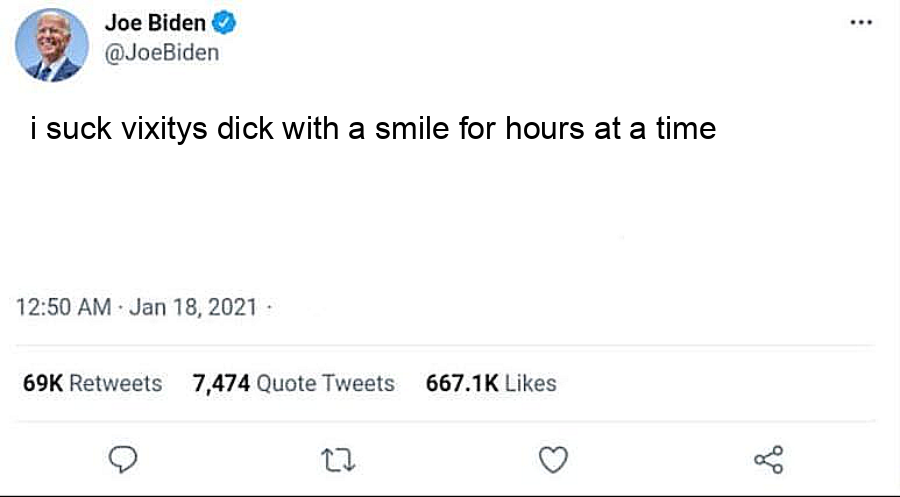 Joe Biden
@JoeBiden
i suck vixitys dick with a smile for hours at a time
12:50 AM · Jan 18, 2021 ·
69K Retweets 7,474 Quote Tweets 667.1K Likes